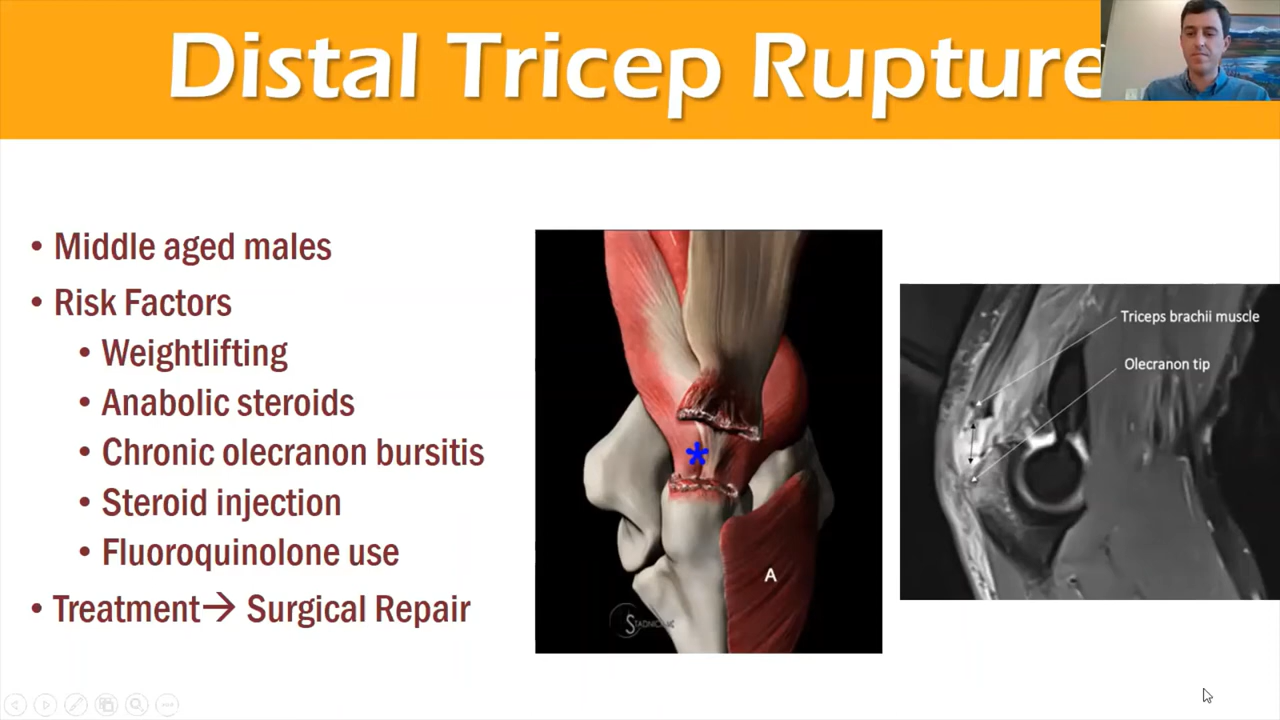 Distal Tricep Rupture
• Middle aged males
• Risk Factors
• Weightlifting
• Anabolic steroids
• Chronic olecranon bursitis
• Steroid injection
• Fluoroquinolone use
• Treatment→ Surgical Repair
*
A
Triceps brachii muscle
Olecranon tip